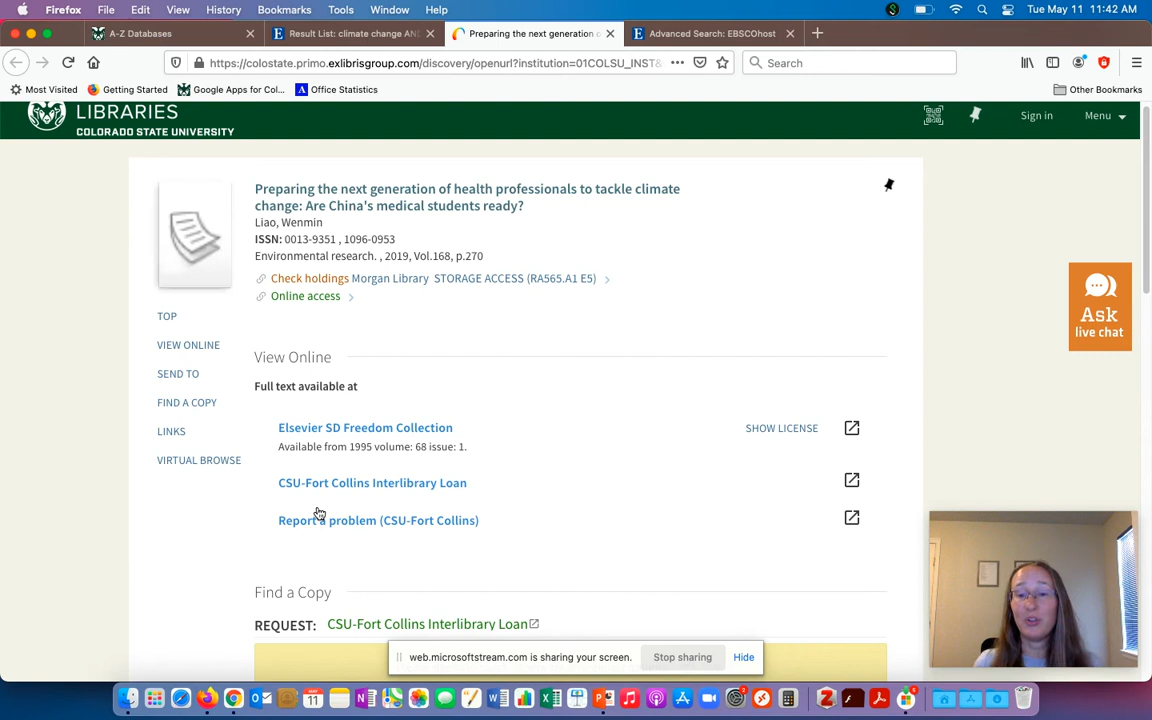 Firefox File Edit View History Bookmarks Tools Window Help Tue May 11 11:42 AM
A-Z Databases Result List: climate change AN Preparing the next generation o Advanced Search: EBSCOhost
https://colostate.primo.exlibrisgroup.com/discovery/openurl?institution=01COLSU_INST& Search
Most Visited Getting Started Google Apps for Col... Office Statistics Other Bookmarks
LIBRARIES
COLORADO STATE UNIVERSITY
Sign in Menu
Preparing the next generation of health professionals to tackle climate
change: Are China's medical students ready?
Liao, Wenmin
ISSN: 0013-9351 , 1096-0953
Environmental research. , 2019, Vol.168, p.270
Check holdings Morgan Library STORAGE ACCESS (RA565.A1 E5)
Online access
TOP
VIEW ONLINE
SEND TO
FIND A COPY
LINKS
VIRTUAL BROWSE
View Online
Full text available at
Elsevier SD Freedom Collection SHOW LICENSE
Available from 1995 volume: 68 issue: 1.
CSU-Fort Collins Interlibrary Loan
Report a problem (CSU-Fort Collins)
Find a Copy
REQUEST: CSU-Fort Collins Interlibrary Loan
Ask
live chat
web.microsoftstream.com is sharing your screen. Stop sharing Hide